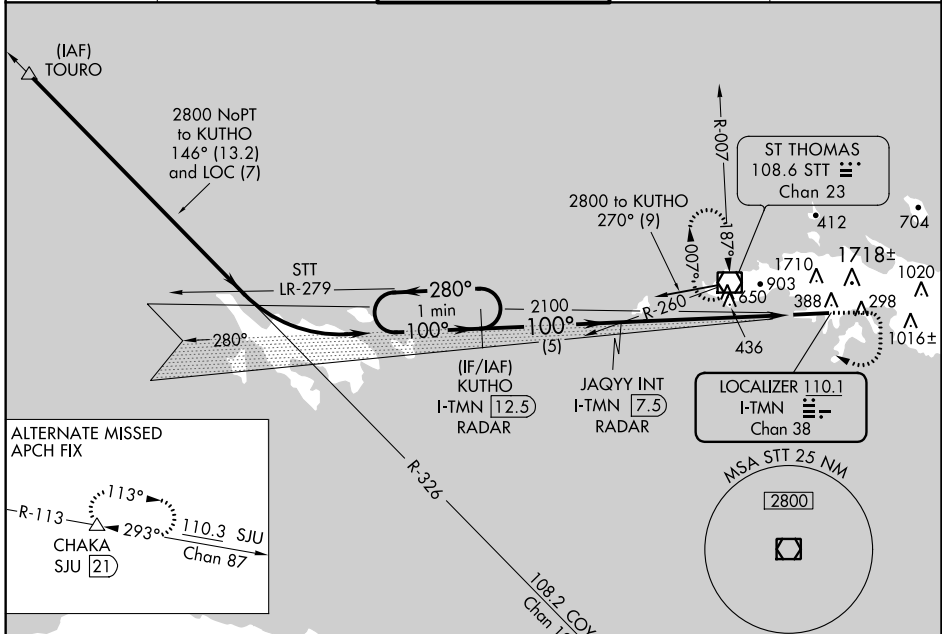 (IAF)
TOURO
2800 NoPT
to KUTHO
146° (13.2)
and LOC (7)
R-007
ST THOMAS
108.6 STT
Chan 23
2800 to KUTHO
270° (9)
187°
007°
412
704
STT
LR-279
280°
1 min
100°
2100
100°
(5)
R-260
903
650
436
1710
1718±
1020
388
298
1016±
280°
(IF/IAF)
KUTHO
I-TMN 12.5
RADAR
JAQYY INT
I-TMN 7.5
RADAR
LOCALIZER 110.1
I-TMN
Chan 38
ALTERNATE MISSED
APCH FIX
113°
R-113
293°
110.3 SJU
Chan 87
CHAKA
SJU 21
R-326
108.2 COY
Chan
MSA STT 25 NM
2800